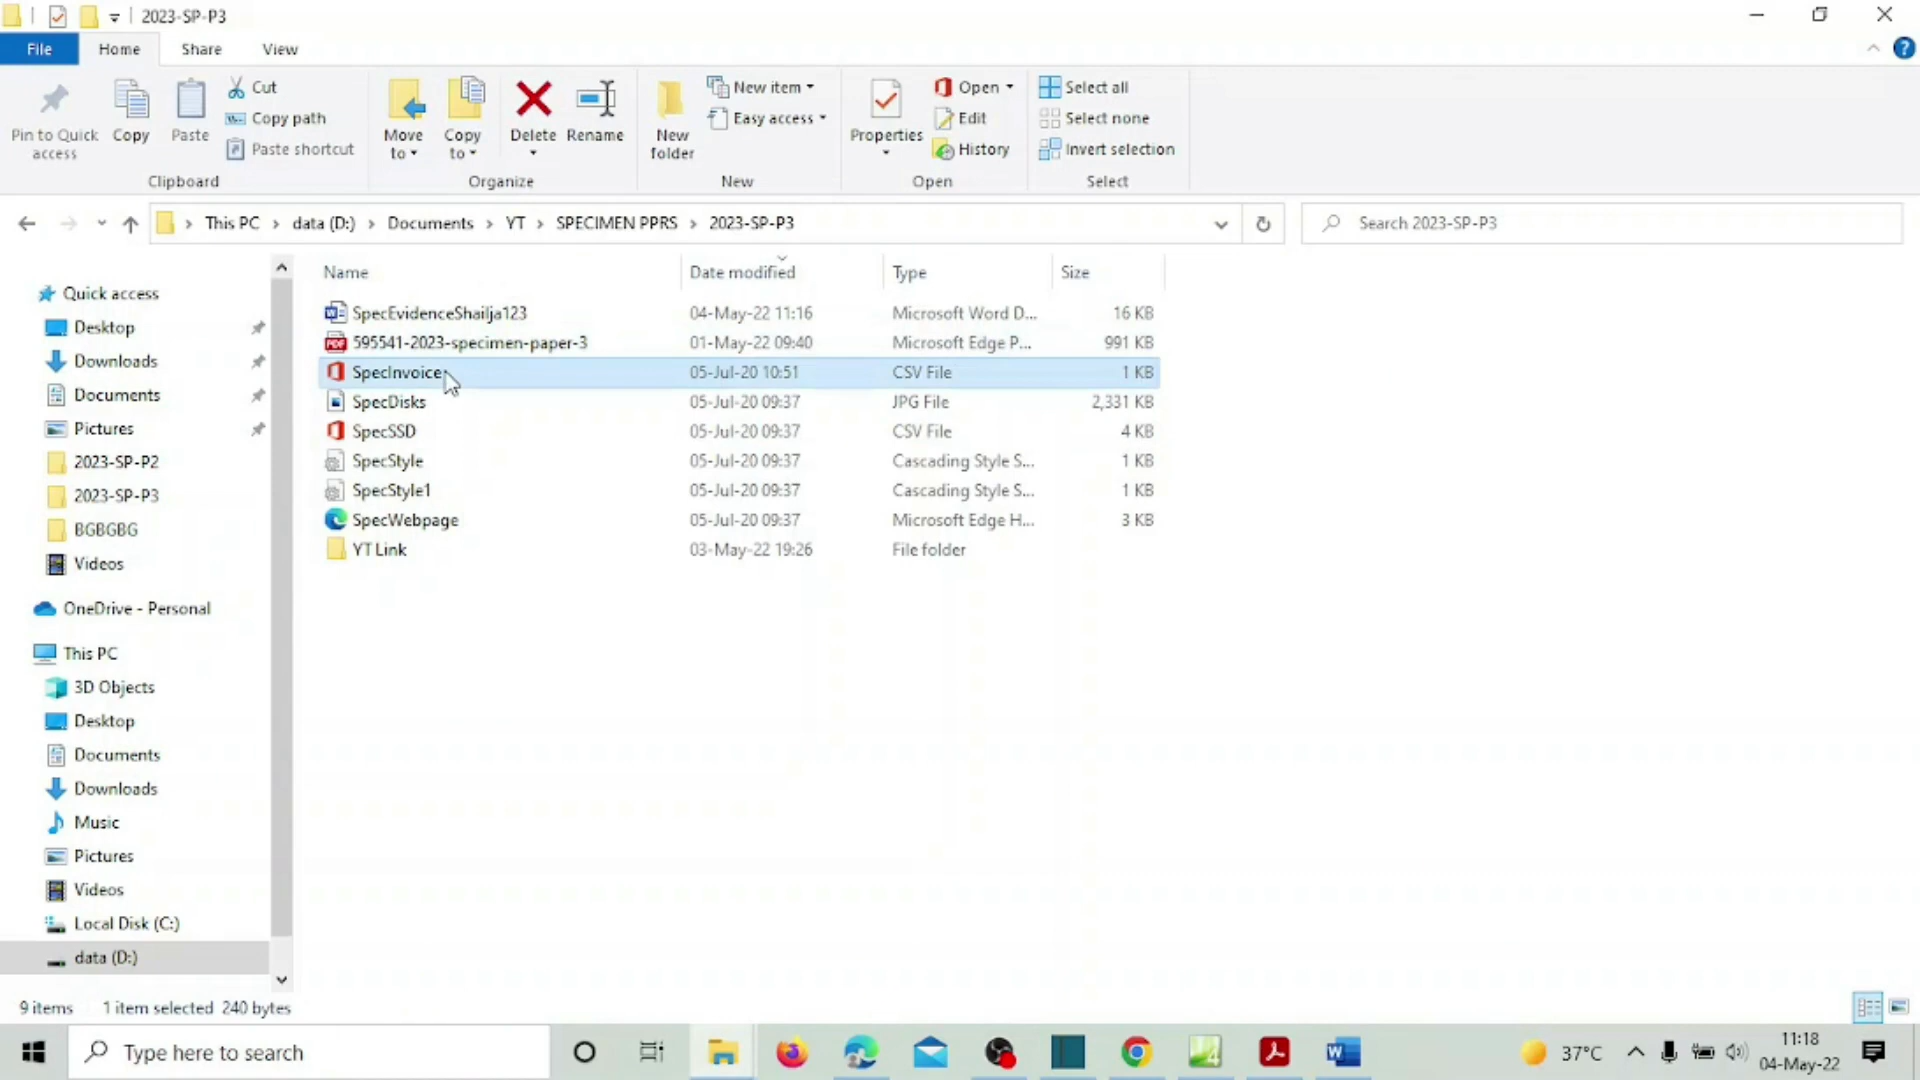 2023-SP-P3
File Home Share View
Pin to Quick access
Copy
Paste
Cut
Copy path
Paste shortcut
Clipboard
Move to
Copy to
Delete
Rename
Organize
New folder
New item
Easy access
New
Properties
Open
Edit
History
Open
Select all
Select none
Invert selection
Select
This PC > data (D:) > Documents > YT > SPECIMEN PPRS > 2023-SP-P3
Search 2023-SP-P3
Quick access
Desktop
Downloads
Documents
Pictures
2023-SP-P2
2023-SP-P3
BGBGBG
Videos
OneDrive - Personal
This PC
3D Objects
Desktop
Documents
Downloads
Music
Pictures
Videos
Local Disk (C:)
data (D:)
Name Date modified Type Size
SpecEvidenceShailja123 04-May-22 11:16 Microsoft Word D... 16 KB
595541-2023-specimen-paper-3 01-May-22 09:40 Microsoft Edge P... 991 KB
SpecInvoice 05-Jul-20 10:51 CSV File 1 KB
SpecDisks 05-Jul-20 09:37 JPG File 2,331 KB
SpecSSD 05-Jul-20 09:37 CSV File 4 KB
SpecStyle 05-Jul-20 09:37 Cascading Style S... 1 KB
SpecStyle1 05-Jul-20 09:37 Cascading Style S... 1 KB
SpecWebpage 05-Jul-20 09:37 Microsoft Edge H... 3 KB
YT Link 03-May-22 19:26 File folder
9 items 1 item selected 240 bytes
Type here to search
37°C
11:18
04-May-22